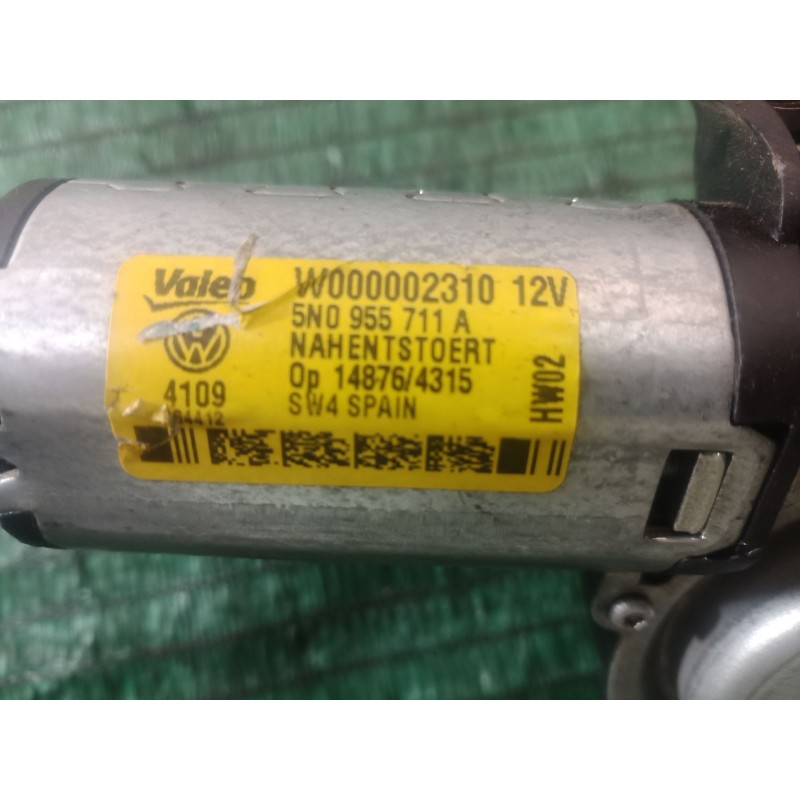 Valeo W000002310 12V
5N0 955 711 A
NAHENTSTOERT
4109 Op 14876/4315
SW4 SPAIN
HW02